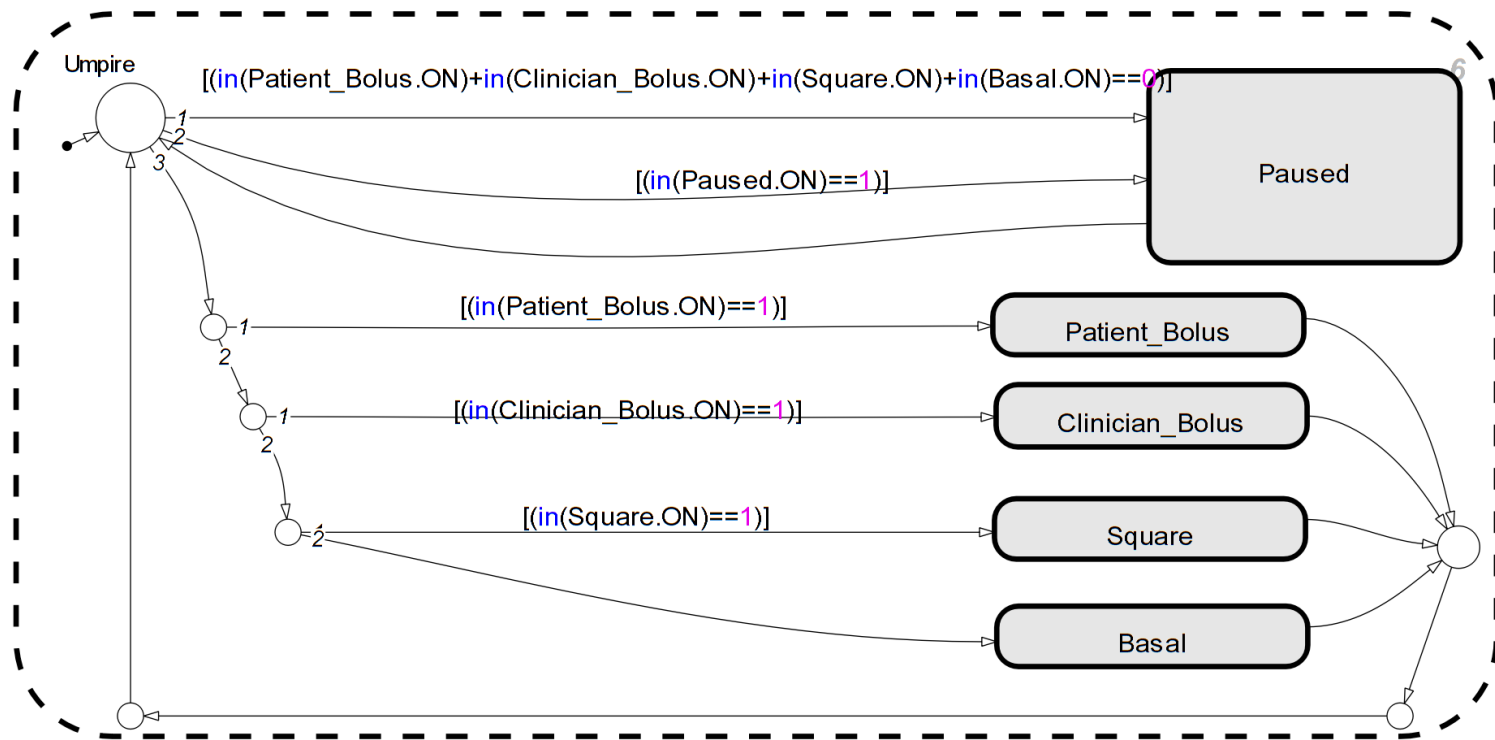 Umpire
6
[(in(Patient_Bolus.ON)+in(Clinician_Bolus.ON)+in(Square.ON)+in(Basal.ON)==0)]
1
2
3
[(in(Paused.ON)==1)]
Paused
[(in(Patient_Bolus.ON)==1)]
1
Patient_Bolus
2
[(in(Clinician_Bolus.ON)==1)]
1
Clinician_Bolus
2
[(in(Square.ON)==1)]
1
2
Square
Basal